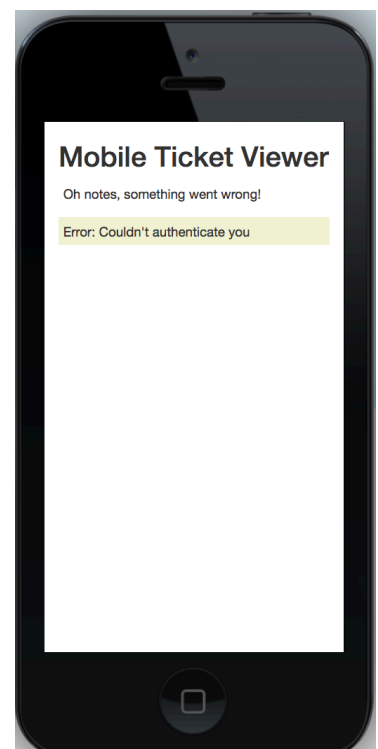 Mobile Ticket Viewer
Oh notes, something went wrong!
Error: Couldn't authenticate you